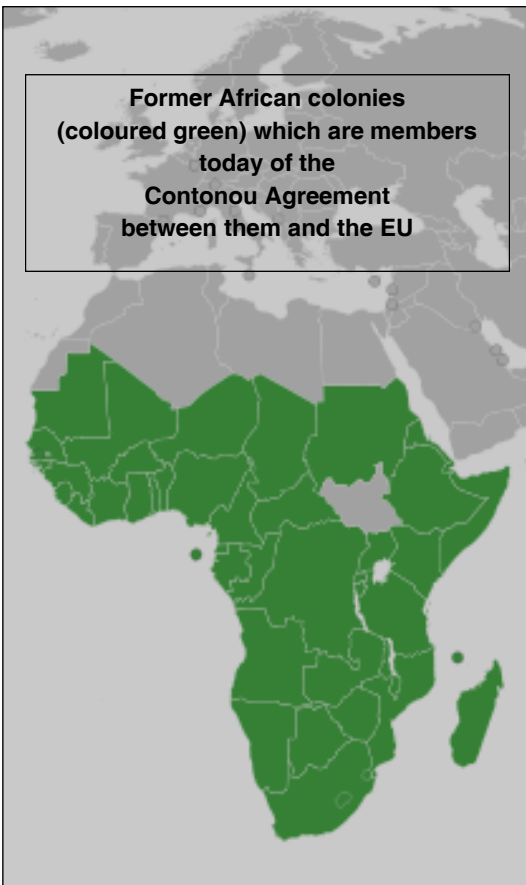 Former African colonies
(coloured green) which are members
today of the
Contonou Agreement
between them and the EU